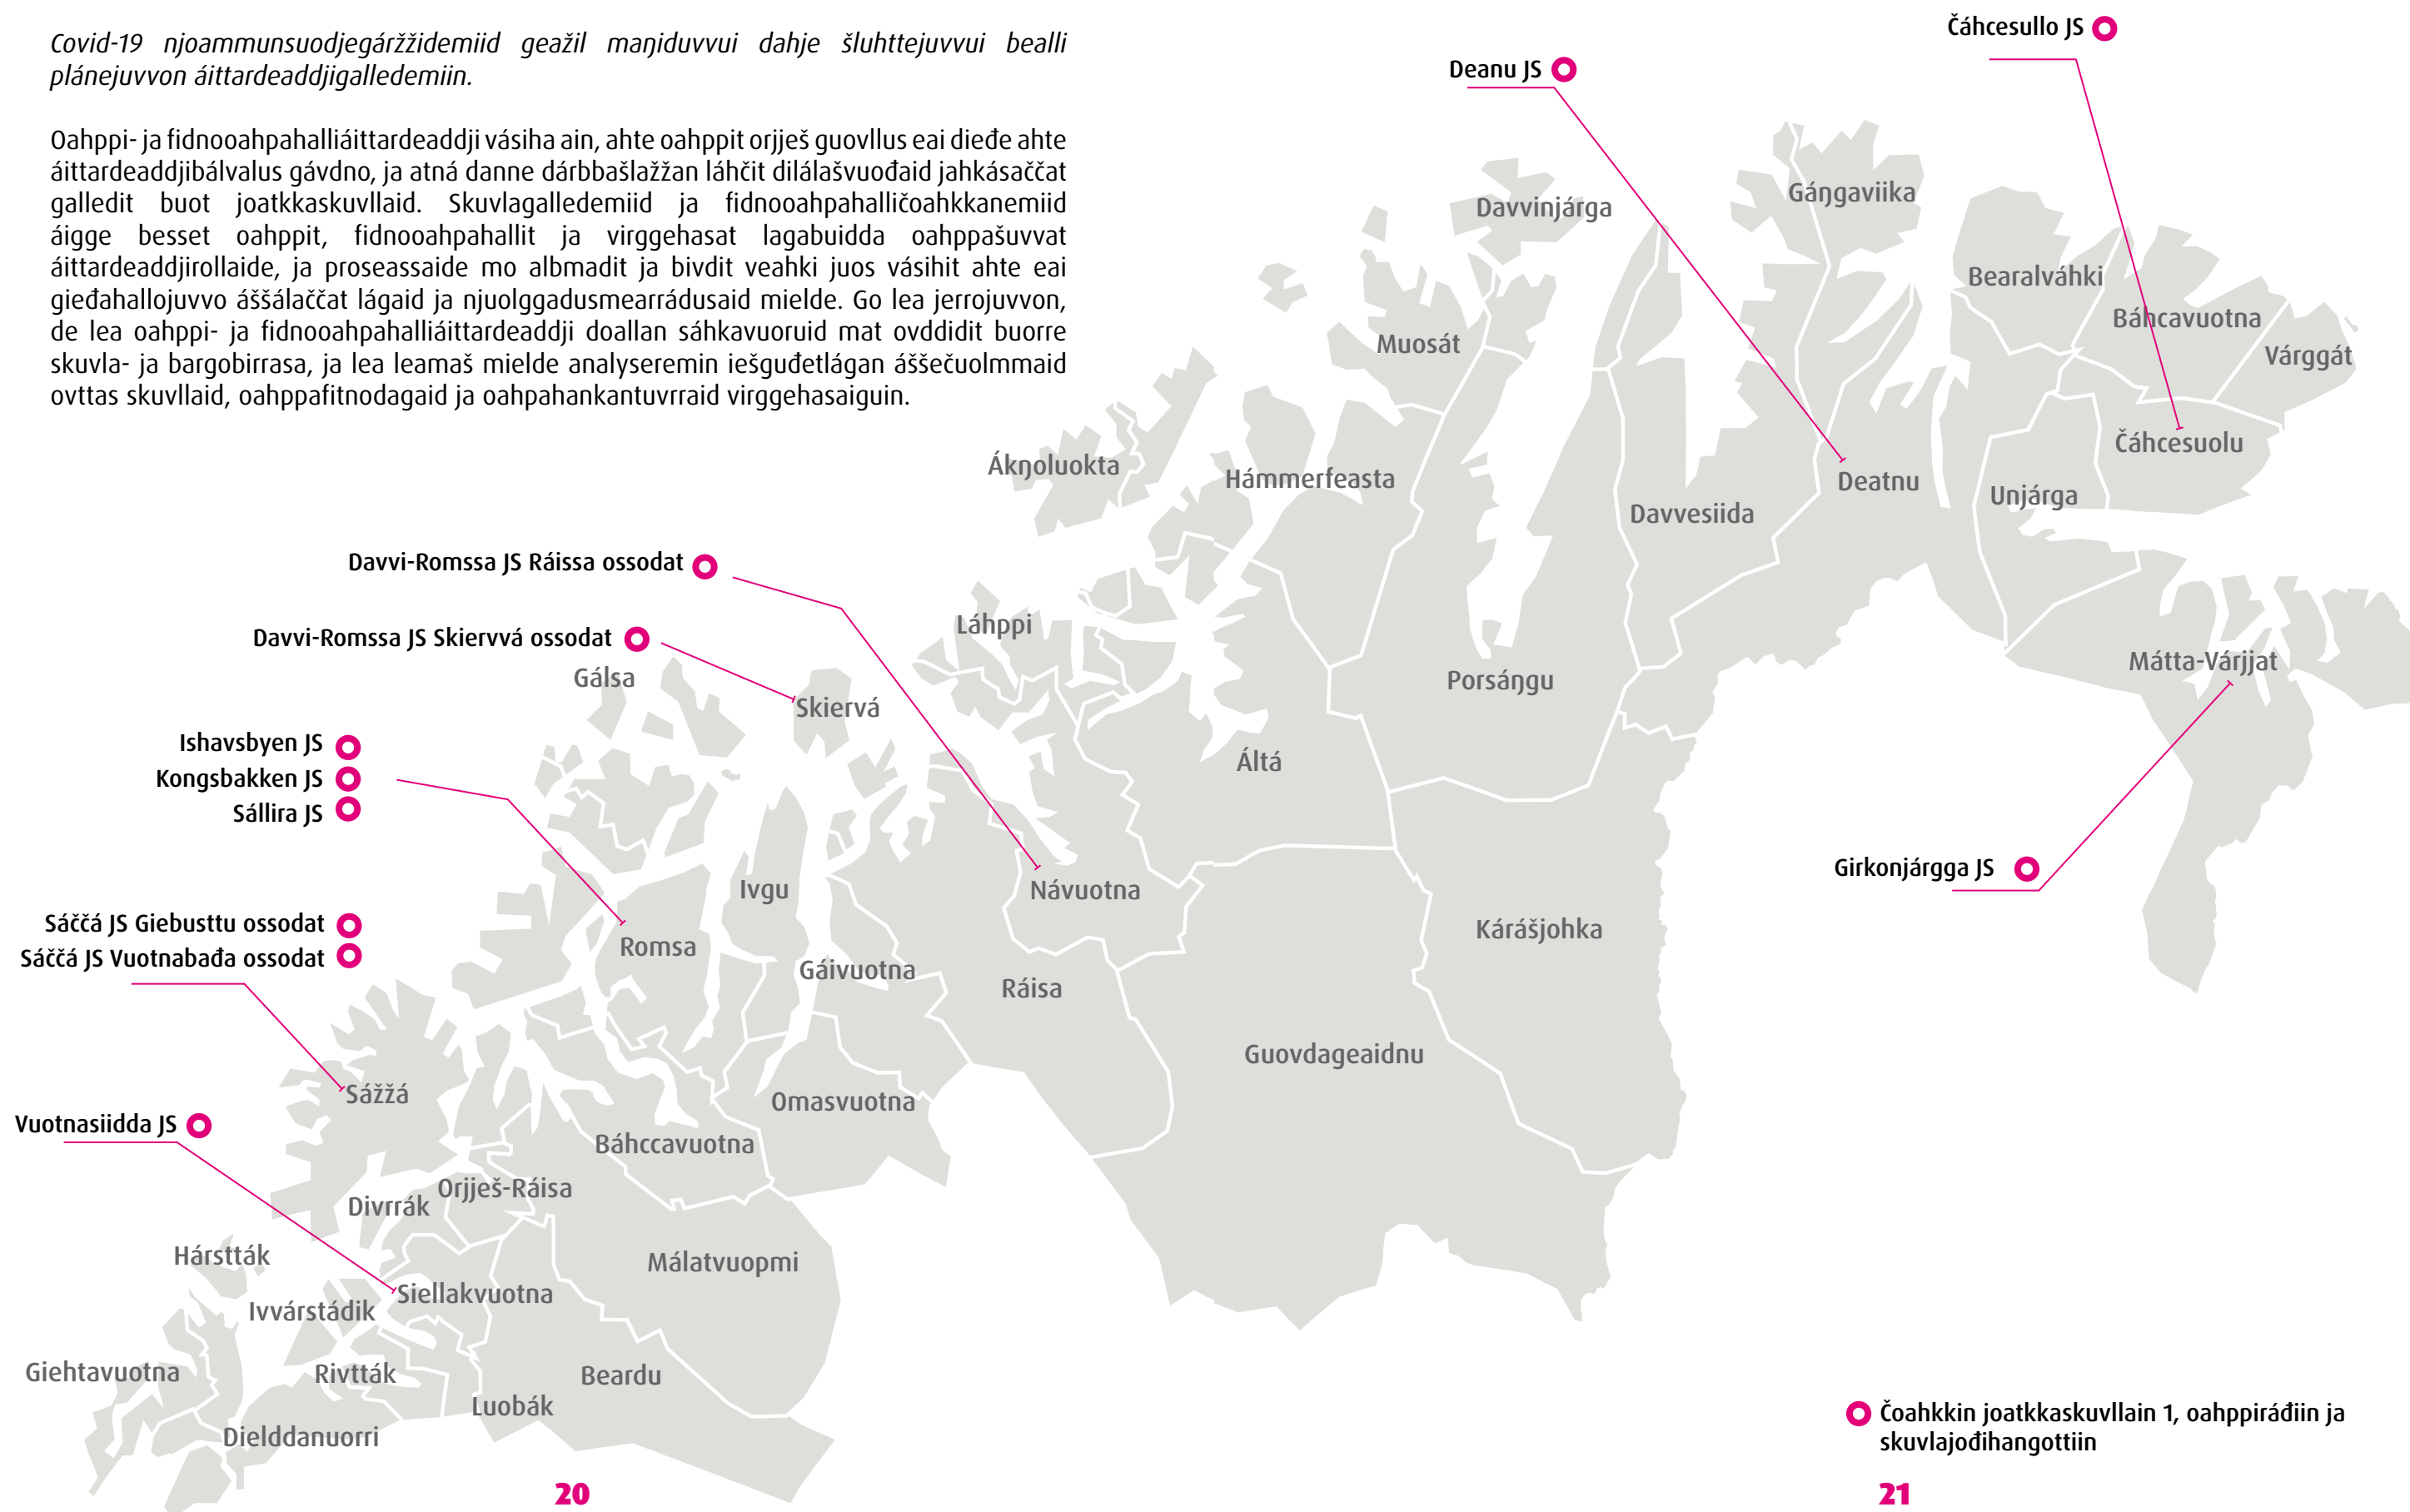 Covid-19 njoammunsuodjegáržžidemiid geažil maŋiduvvui dahje šluhttejuvvui bealli
plánejuvvon áittardeaddjigalledemiin.
Oahppi- ja fidnooahpahalliáittardeaddji vásiha ain, ahte oahppit orjješ guovllus eai dieđe ahte
áittardeaddjibálvalus gávdno, ja atná danne dárbbašlažžan láhčit dilálašvuođaid jahkásaččat
galledit buot joatkkaskuvllaid. Skuvlagalledemiid ja fidnooahpahalličoahkkanemiid
áigge besset oahppit, fidnooahpahallit ja virggehasat lagabuidda oahppašuvvat
áittardeaddjirollaide, ja proseassaide mo albmadit ja bivdit veahki juos vásihit ahte eai
gieđahallojuvvo áššálaččat lágaid ja njuolggadusmearrádusaid mielde. Go lea jerrojuvvon,
de lea oahppi- ja fidnooahpahalliáittardeaddji doallan sáhkavuoruid mat ovddidit buorre
skuvla- ja bargobirrasa, ja lea leamaš mielde analyseremin iešguđetlágan áššečuolmmaid
ovttas skuvllaid, oahppafitnodagaid ja oahpahankantuvrraid virggehasaiguin.
Čáhcesullo JS
Deanu JS
Davvinjárga
Gáŋgaviika
Bearalváhki
Báhcavuotna
Muosát
Várggát
Čáhcesuolu
Ákŋoluokta
Hámmerfeasta
Deatnu
Unjárga
Davvesiida
Davvi-Romssa JS Ráissa ossodat
Láhppi
Davvi-Romssa JS Skiervvá ossodat
Gálsa
Skiervá
Porsáŋgu
Mátta-Várjjat
Ishavsbyen JS
Kongsbakken JS
Sállira JS
Áltá
Girkonjárgga JS
Ivgu
Návuotna
Sáččá JS Giebusttu ossodat
Sáččá JS Vuotnabađa ossodat
Romsa
Kárášjohka
Gáivuotna
Ráisa
Guovdageaidnu
Sážžá
Omasvuotna
Vuotnasiidda JS
Báhccavuotna
Orjješ-Ráisa
Divrrák
Hárstták
Málatvuopmi
Siellakvuotna
Ivvárstádik
Giehtavuotna
Rivtták
Beardu
Luobák
Dielddanuorri
Čoahkkin joatkkaskuvllain 1, oahppiráđiin ja
skuvlajođihangottiin
20
21